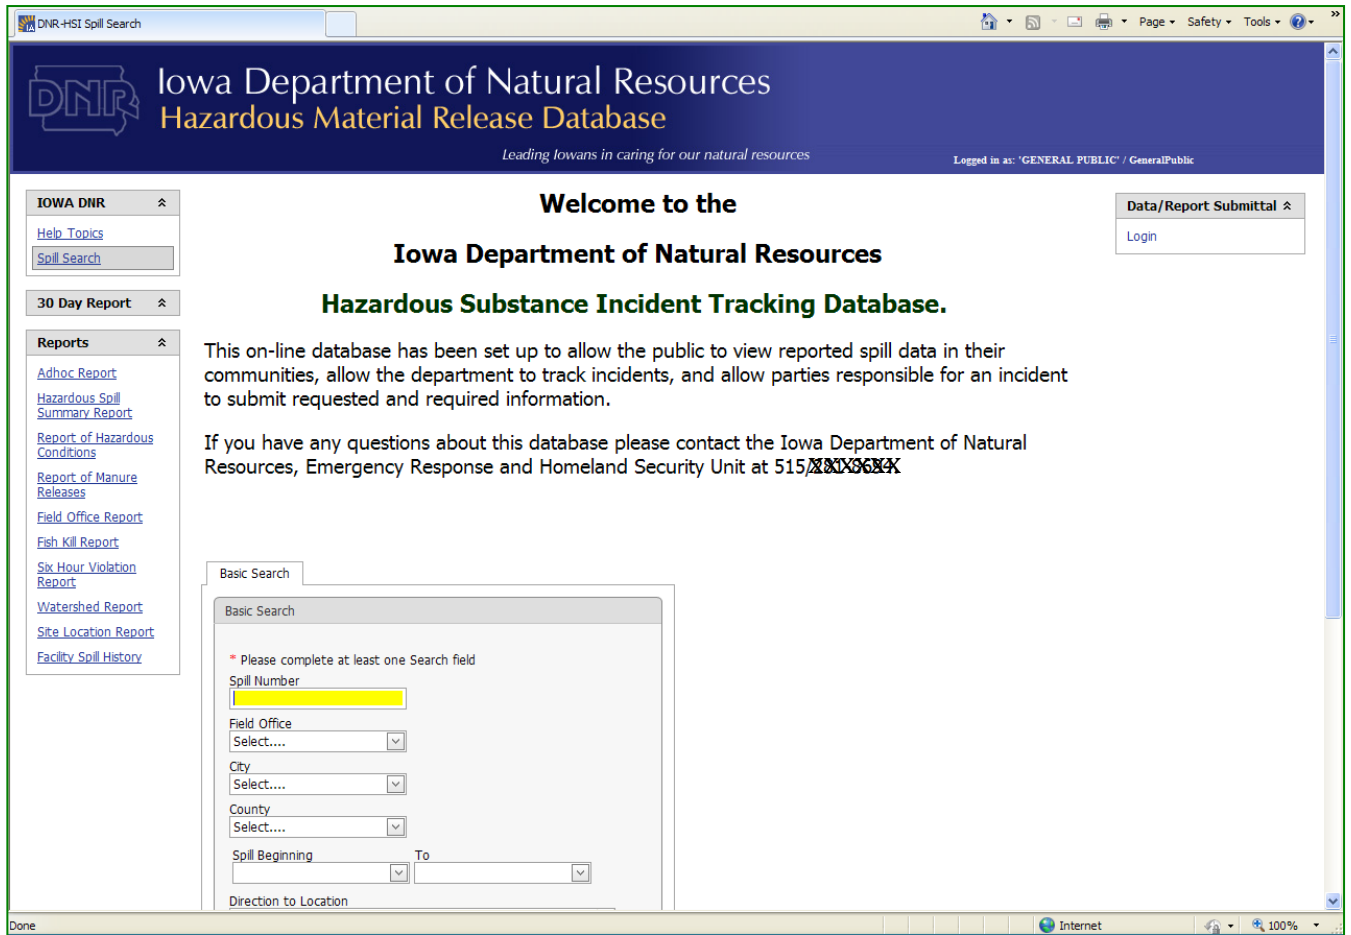 DNR-HSI Spill Search
Page Safety Tools
DNR
Iowa Department of Natural Resources
Hazardous Material Release Database
Leading Iowans in caring for our natural resources
Logged in as: 'GENERAL PUBLIC' / GeneralPublic
IOWA DNR
Help Topics
Spill Search
30 Day Report
Reports
Adhoc Report
Hazardous Spill
Summary Report
Report of Hazardous
Conditions
Report of Manure
Releases
Field Office Report
Fish Kill Report
Six Hour Violation
Report
Watershed Report
Site Location Report
Facility Spill History
Welcome to the
Iowa Department of Natural Resources
Hazardous Substance Incident Tracking Database.
This on-line database has been set up to allow the public to view reported spill data in their
communities, allow the department to track incidents, and allow parties responsible for an incident
to submit requested and required information.
If you have any questions about this database please contact the Iowa Department of Natural
Resources, Emergency Response and Homeland Security Unit at 515/
Basic Search
Basic Search
* Please complete at least one Search field
Spill Number
Field Office
Select....
City
Select....
County
Select....
Spill Beginning To
Direction to Location
Data/Report Submittal
Login
Done
Internet
100%